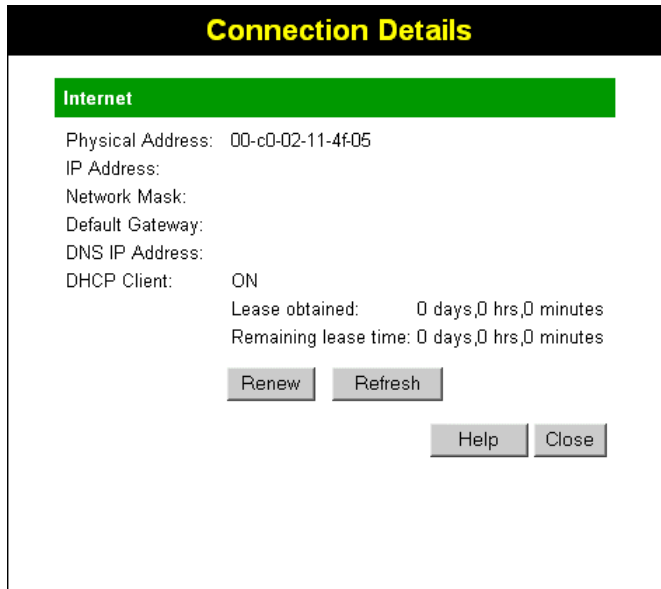 Connection Details
Internet
Physical Address: 00-c0-02-11-4f-05
IP Address:
Network Mask:
Default Gateway:
DNS IP Address:
DHCP Client: ON
Lease obtained: 0 days,0 hrs,0 minutes
Remaining lease time: 0 days,0 hrs,0 minutes
Renew Refresh
Help Close